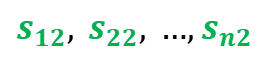 s₁₂, s₂₂, ..., sₙ₂